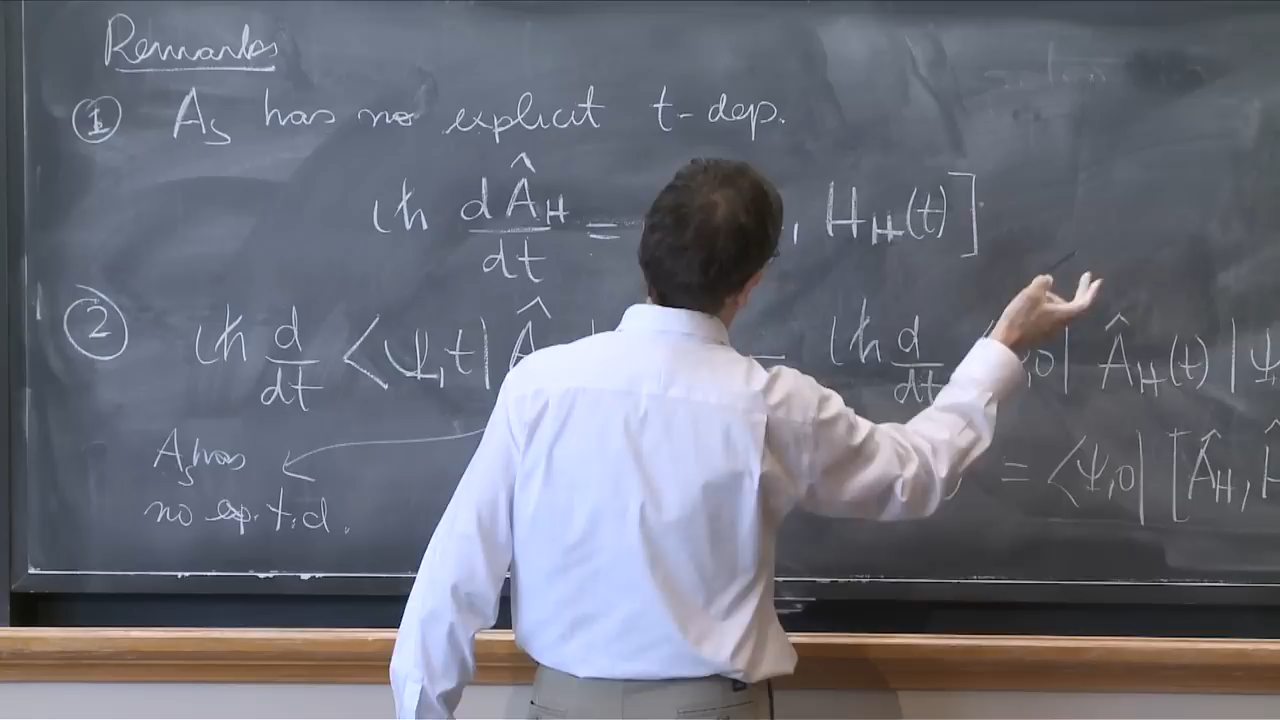 Remarks
① As has no explicit t-dep.
iħ dÂH/dt = , HH(t)]
② iħ d/dt <Ψ,t| Â = iħ d/dt ,0| ÂH(t) |Ψ,
As has = <Ψ,0| [ÂH, Ĥ
no exp. t.d.